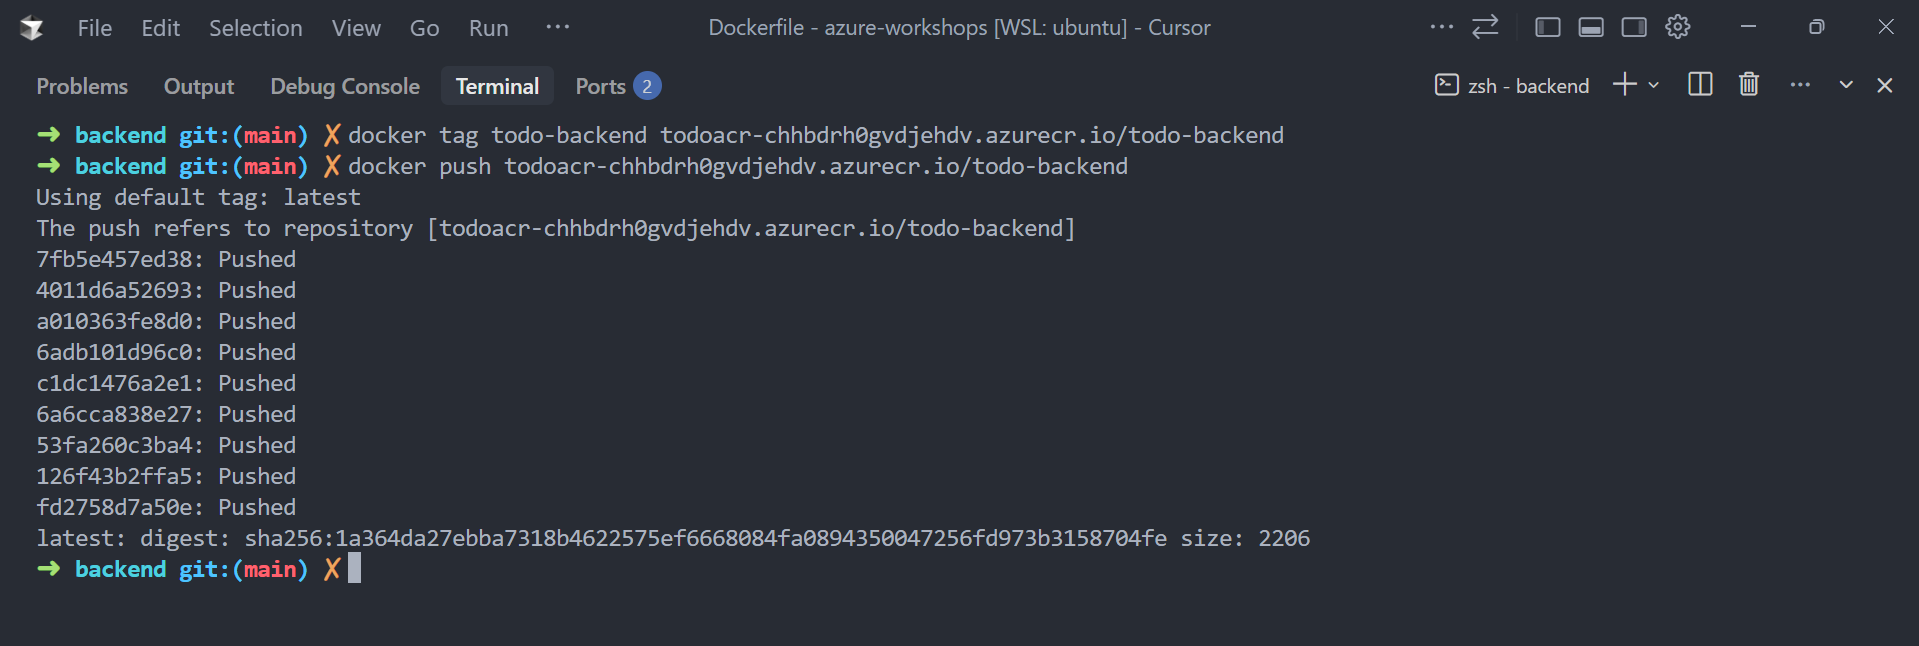 File Edit Selection View Go Run ··· Dockerfile - azure-workshops [WSL: ubuntu] - Cursor ···
Problems Output Debug Console Terminal Ports 2 zsh - backend ···
➜ backend git:(main) ✗ docker tag todo-backend todoacr-chhbdrh0gvdjehdv.azurecr.io/todo-backend
➜ backend git:(main) ✗ docker push todoacr-chhbdrh0gvdjehdv.azurecr.io/todo-backend
Using default tag: latest
The push refers to repository [todoacr-chhbdrh0gvdjehdv.azurecr.io/todo-backend]
7fb5e457ed38: Pushed
4011d6a52693: Pushed
a010363fe8d0: Pushed
6adb101d96c0: Pushed
c1dc1476a2e1: Pushed
6a6cca838e27: Pushed
53fa260c3ba4: Pushed
126f43b2ffa5: Pushed
fd2758d7a50e: Pushed
latest: digest: sha256:1a364da27ebba7318b4622575ef6668084fa0894350047256fd973b3158704fe size: 2206
➜ backend git:(main) ✗